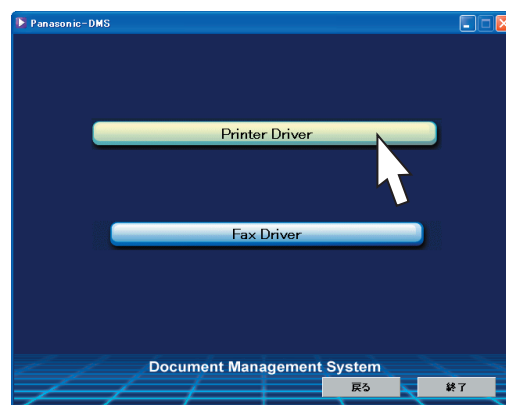 Panasonic-DMS
Printer Driver
Fax Driver
Document Management System
戻る 終了